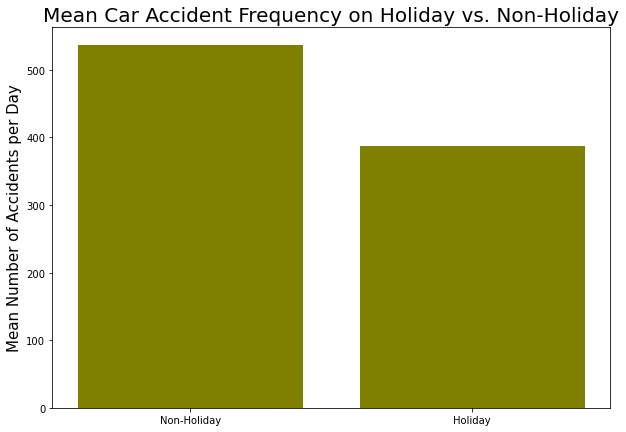 Mean Car Accident Frequency on Holiday vs. Non-Holiday
Mean Number of Accidents per Day
500
400
300
200
100
0
Non-Holiday
Holiday